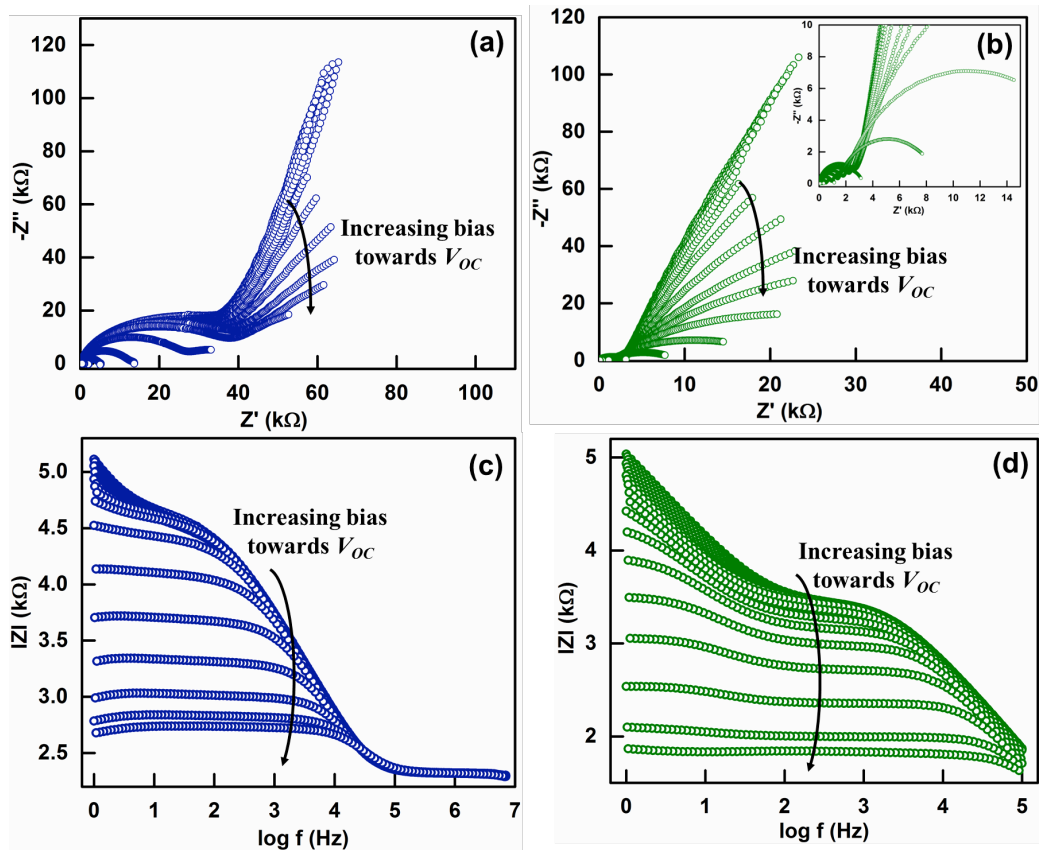 (a)
120
100
80
60
40
20
0
-Z'' (kΩ)
Increasing bias
towards VOC
0 20 40 60 80 100
Z' (kΩ)
(b)
120
100
80
60
40
20
0
-Z'' (kΩ)
Increasing bias
towards VOC
0 10 20 30 40 50
Z' (kΩ)
10
8
6
4
2
0
-Z'' (kΩ)
0 2 4 6 8 10 12 14
Z' (kΩ)
(c)
5.0
4.5
4.0
3.5
3.0
2.5
IZI (kΩ)
Increasing bias
towards VOC
0 1 2 3 4 5 6 7
log f (Hz)
(d)
5
4
3
2
IZI (kΩ)
Increasing bias
towards VOC
0 1 2 3 4 5
log f (Hz)